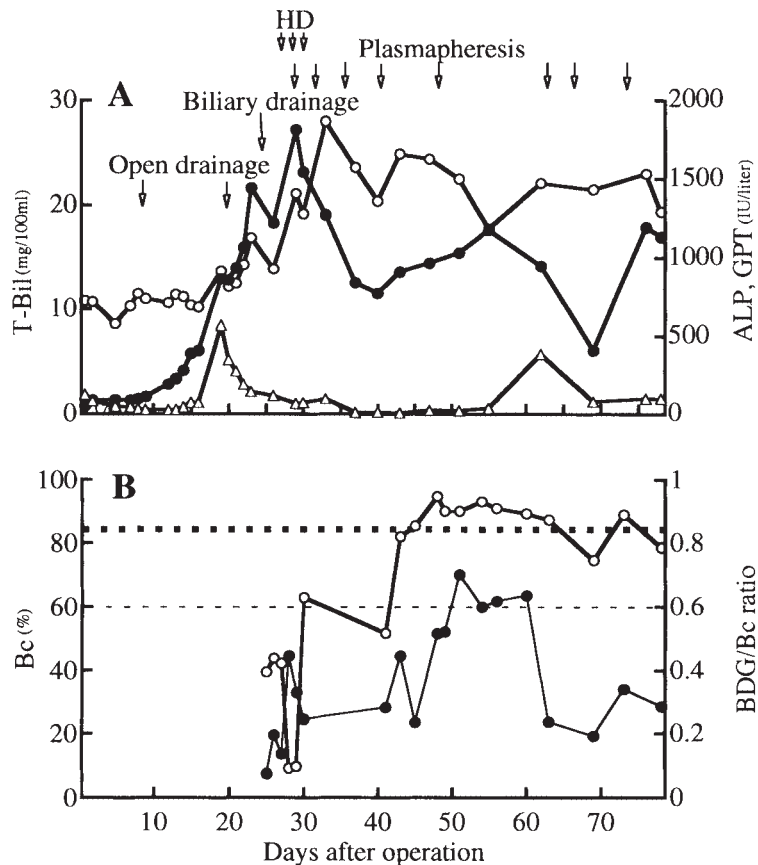 HD
Plasmapheresis
A
30
2000
Biliary drainage
Open drainage
20
1500
1000
10
500
0
0
T-Bil (mg/100ml)
ALP, GPT (IU/liter)
B
100
1
80
0.8
60
0.6
40
0.4
20
0.2
0
0
Bc (%)
BDG/Bc ratio
10 20 30 40 50 60 70
Days after operation